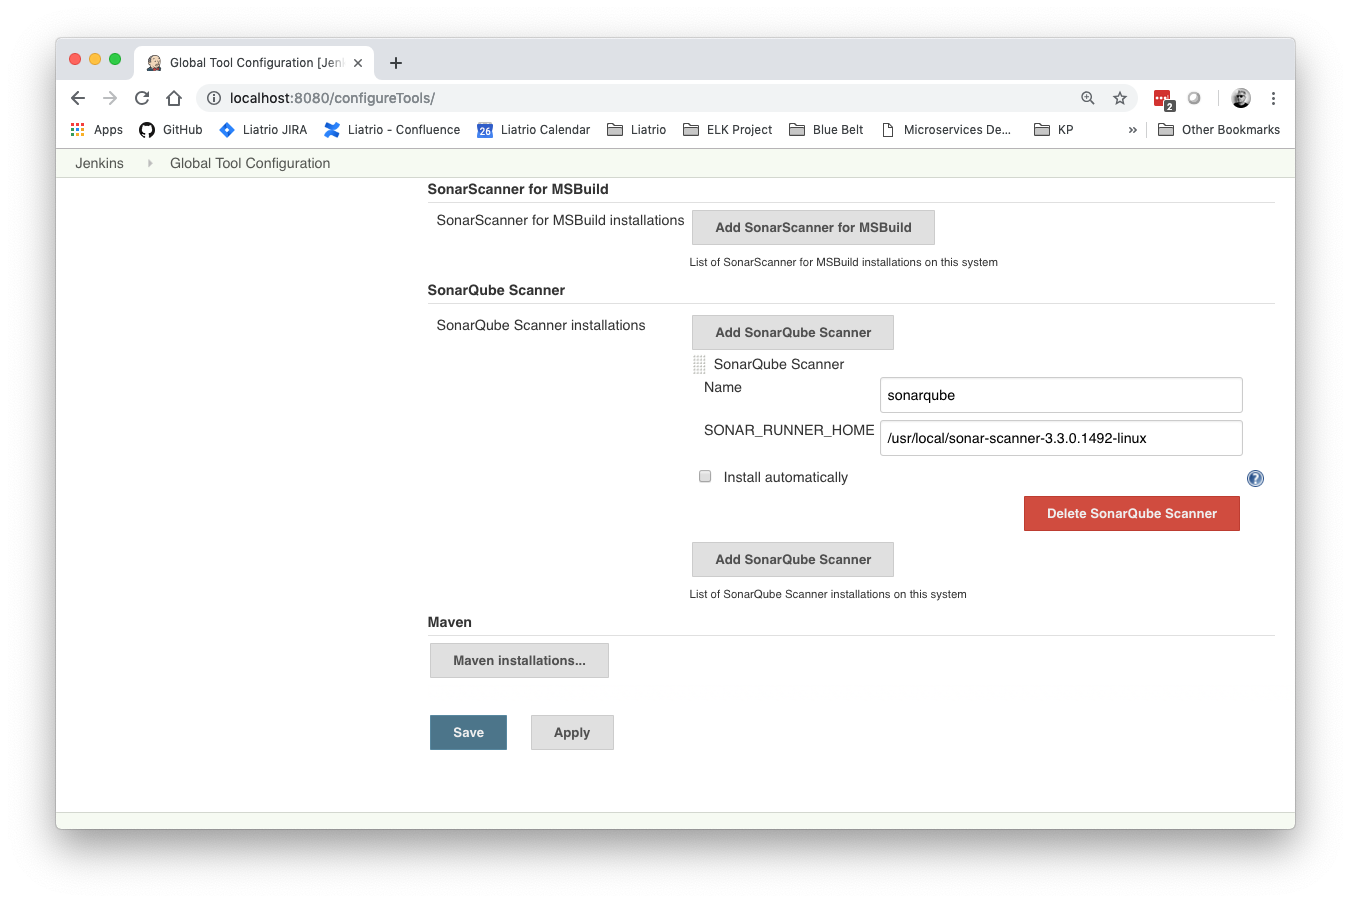 Global Tool Configuration [Jen
localhost:8080/configureTools/
2
Apps GitHub Liatrio JIRA Liatrio - Confluence 26 Liatrio Calendar Liatrio ELK Project Blue Belt Microservices De... KP » Other Bookmarks
Jenkins Global Tool Configuration
SonarScanner for MSBuild
SonarScanner for MSBuild installations Add SonarScanner for MSBuild
List of SonarScanner for MSBuild installations on this system
SonarQube Scanner
SonarQube Scanner installations Add SonarQube Scanner
SonarQube Scanner
Name sonarqube
SONAR_RUNNER_HOME /usr/local/sonar-scanner-3.3.0.1492-linux
Install automatically ?
Delete SonarQube Scanner
Add SonarQube Scanner
List of SonarQube Scanner installations on this system
Maven
Maven installations...
Save Apply